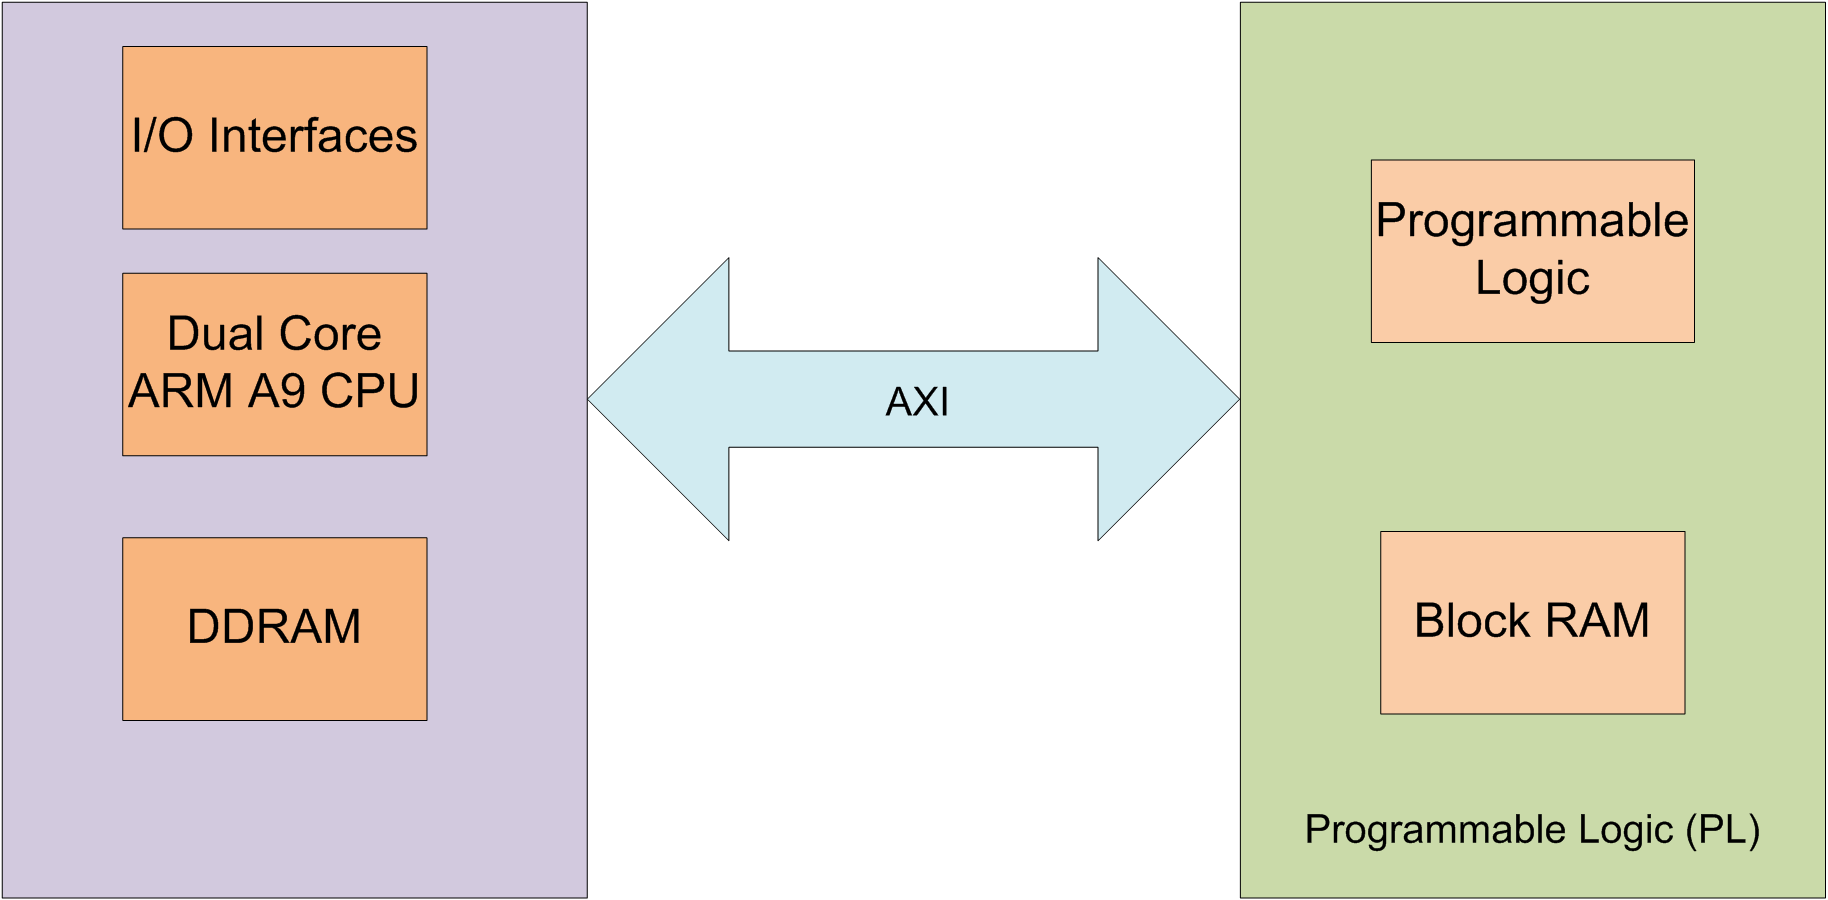 I/O Interfaces
Dual Core
ARM A9 CPU
DDRAM
AXI
Programmable
Logic
Block RAM
Programmable Logic (PL)